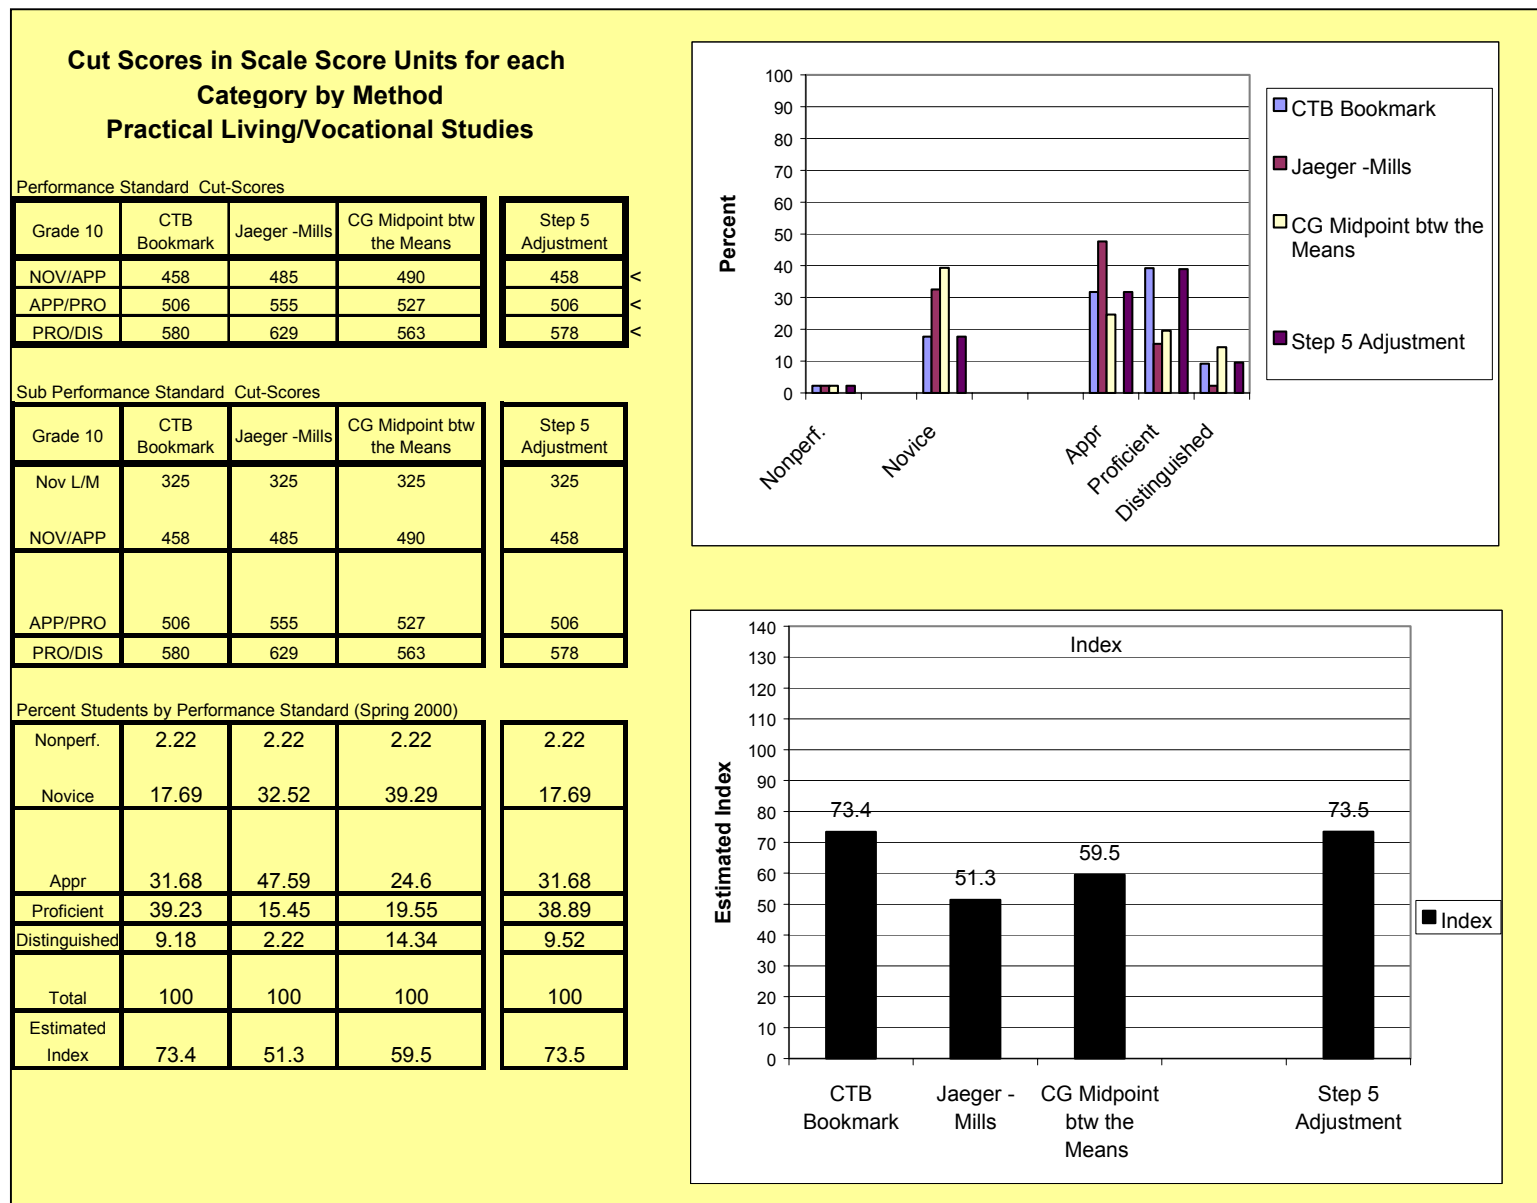 Cut Scores in Scale Score Units for each
Category by Method
Practical Living/Vocational Studies
Performance Standard Cut-Scores
Grade 10 CTB Bookmark Jaeger -Mills CG Midpoint btw the Means Step 5 Adjustment
NOV/APP 458 485 490 458 <
APP/PRO 506 555 527 506 <
PRO/DIS 580 629 563 578 <
Sub Performance Standard Cut-Scores
Grade 10 CTB Bookmark Jaeger -Mills CG Midpoint btw the Means Step 5 Adjustment
Nov L/M 325 325 325 325
NOV/APP 458 485 490 458
APP/PRO 506 555 527 506
PRO/DIS 580 629 563 578
Percent Students by Performance Standard (Spring 2000)
Nonperf. 2.22 2.22 2.22 2.22
Novice 17.69 32.52 39.29 17.69
Appr 31.68 47.59 24.6 31.68
Proficient 39.23 15.45 19.55 38.89
Distinguished 9.18 2.22 14.34 9.52
Total 100 100 100 100
Estimated Index 73.4 51.3 59.5 73.5
Percent
100
90
80
70
60
50
40
30
20
10
0
Nonperf.
Novice
Appr
Proficient
Distinguished
CTB Bookmark
Jaeger -Mills
CG Midpoint btw the
Means
Step 5 Adjustment
Index
Estimated Index
140
130
120
110
100
90
80
70
60
50
40
30
20
10
0
73.4
51.3
59.5
73.5
CTB
Bookmark
Jaeger -
Mills
CG Midpoint
btw the
Means
Step 5
Adjustment
Index